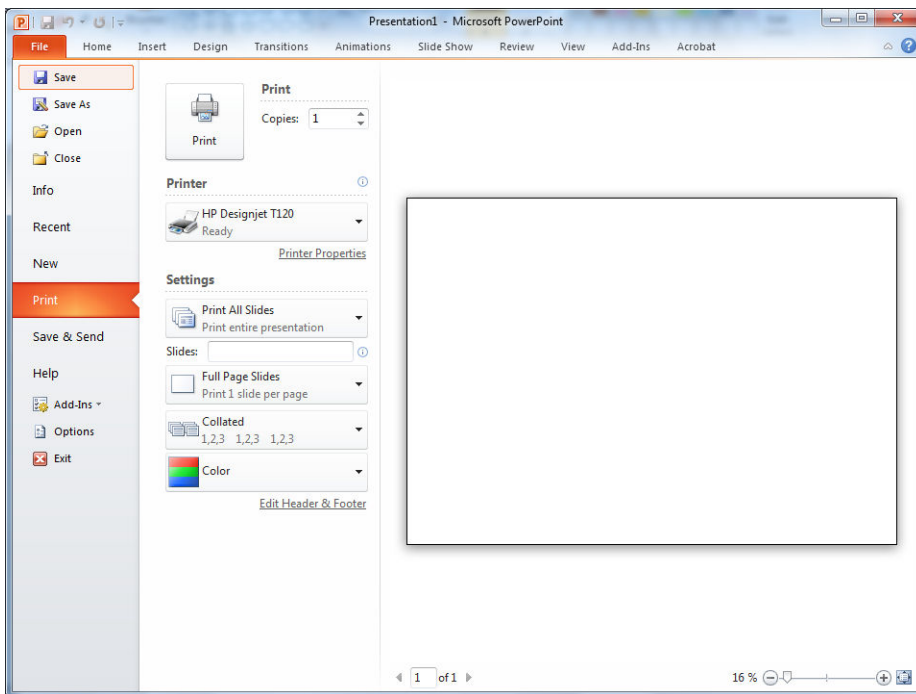 Presentation1 - Microsoft PowerPoint
File Home Insert Design Transitions Animations Slide Show Review View Add-Ins Acrobat
Save
Save As
Open
Close
Info
Recent
New
Print
Save & Send
Help
Add-Ins
Options
Exit
Print
Print
Copies: 1
Printer
HP Designjet T120
Ready
Printer Properties
Settings
Print All Slides
Print entire presentation
Slides:
Full Page Slides
Print 1 slide per page
Collated
1,2,3 1,2,3 1,2,3
Color
Edit Header & Footer
1 of 1
16 %